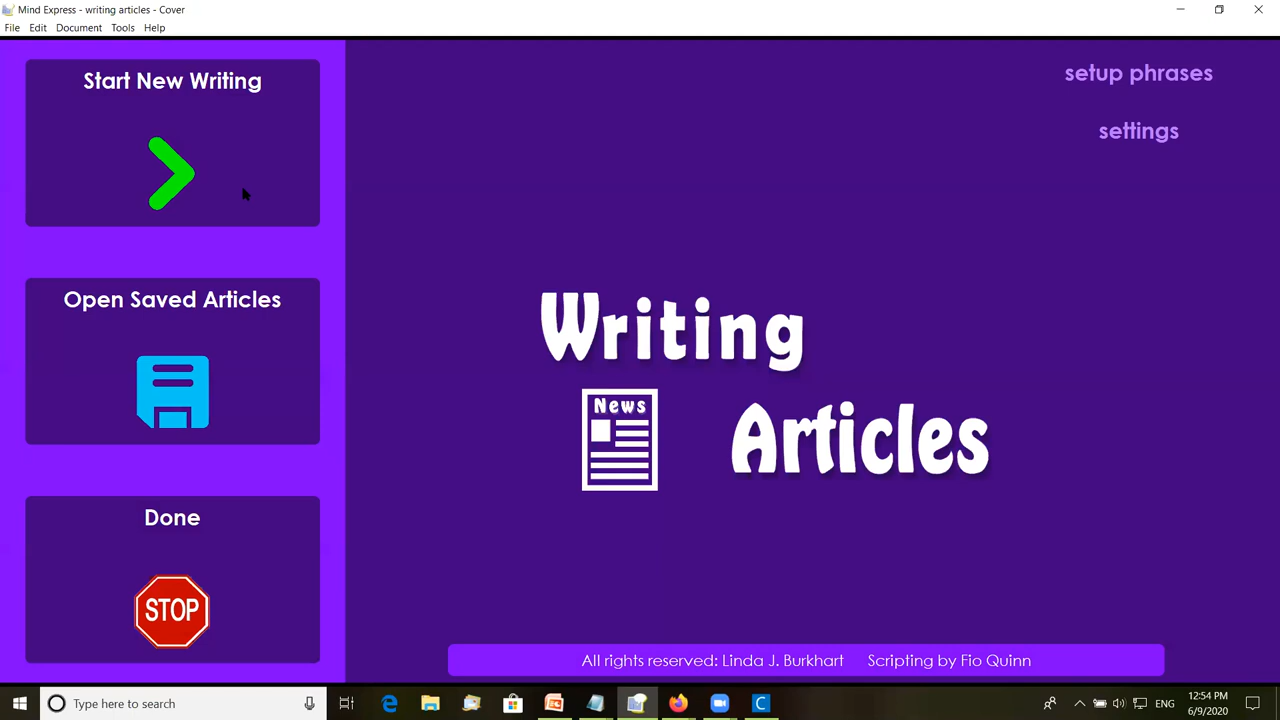 Mind Express - writing articles - Cover
File Edit Document Tools Help
Start New Writing
Open Saved Articles
Done
STOP
setup phrases
settings
Writing
News
Articles
All rights reserved: Linda J. Burkhart Scripting by Fio Quinn
Type here to search
ENG
12:54 PM
6/9/2020